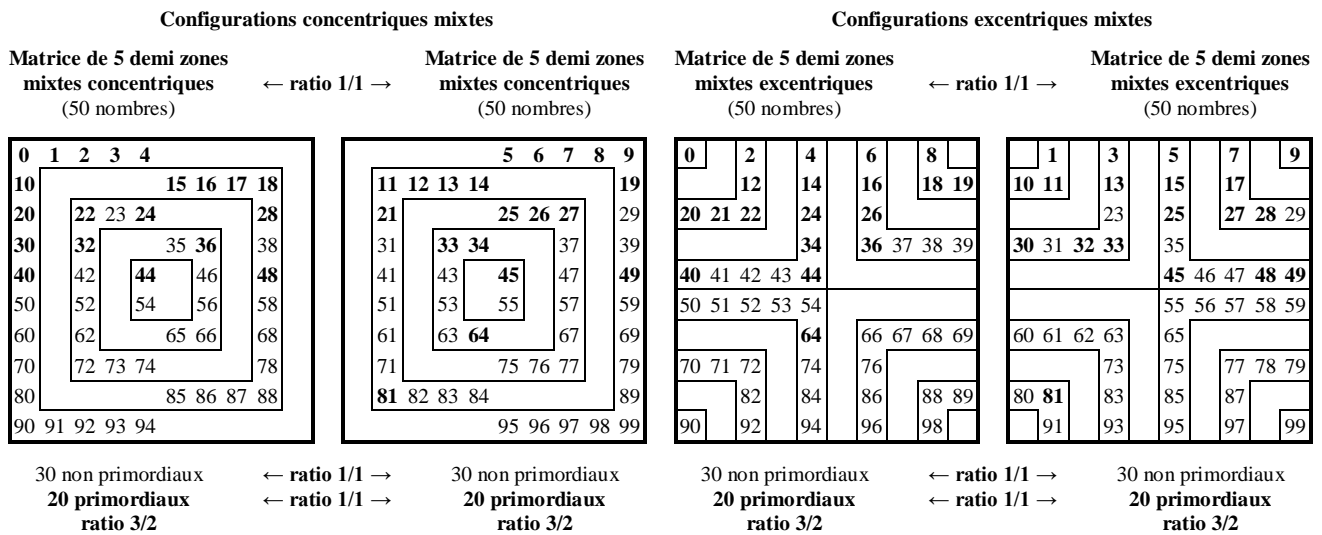 Configurations concentriques mixtes
Configurations excentriques mixtes
Matrice de 5 demi zones
mixtes concentriques
(50 nombres)
← ratio 1/1 →
Matrice de 5 demi zones
mixtes concentriques
(50 nombres)
Matrice de 5 demi zones
mixtes excentriques
(50 nombres)
← ratio 1/1 →
Matrice de 5 demi zones
mixtes excentriques
(50 nombres)
0 1 2 3 4
10 15 16 17 18
20 22 23 24 28
30 32 35 36 38
40 42 44 46 48
50 52 54 56 58
60 62 65 66 68
70 72 73 74 78
80 85 86 87 88
90 91 92 93 94
5 6 7 8 9
11 12 13 14 19
21 25 26 27 29
31 33 34 37 39
41 43 45 47 49
51 53 55 57 59
61 63 64 67 69
71 75 76 77 79
81 82 83 84 89
95 96 97 98 99
0 2 4 6 8
12 14 16 18 19
20 21 22 24 26
34 36 37 38 39
40 41 42 43 44
50 51 52 53 54
64 66 67 68 69
70 71 72 74 76
82 84 86 88 89
90 92 94 96 98
1 3 5 7 9
10 11 13 15 17
23 25 27 28 29
30 31 32 33 35
45 46 47 48 49
55 56 57 58 59
60 61 62 63 65
73 75 77 78 79
80 81 83 85 87
91 93 95 97 99
30 non primordiaux
20 primordiaux
ratio 3/2
← ratio 1/1 →
← ratio 1/1 →
30 non primordiaux
20 primordiaux
ratio 3/2
30 non primordiaux
20 primordiaux
ratio 3/2
← ratio 1/1 →
← ratio 1/1 →
30 non primordiaux
20 primordiaux
ratio 3/2